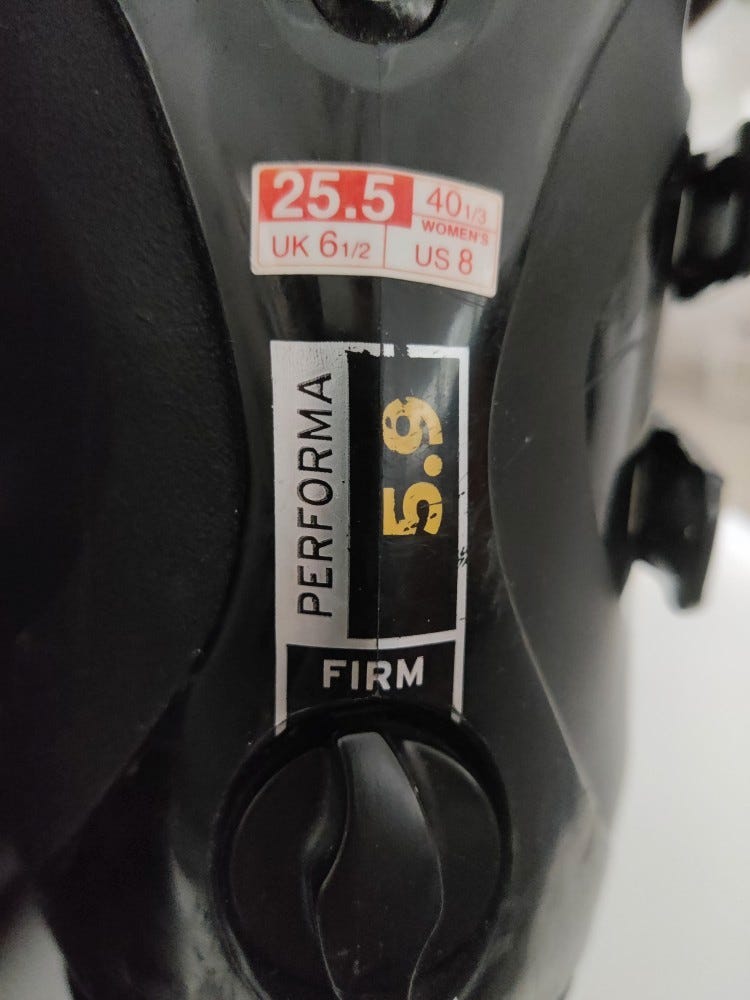 25.5 40 1/3
WOMEN'S
UK 6 1/2 US 8
PERFORMA
5.9
FIRM